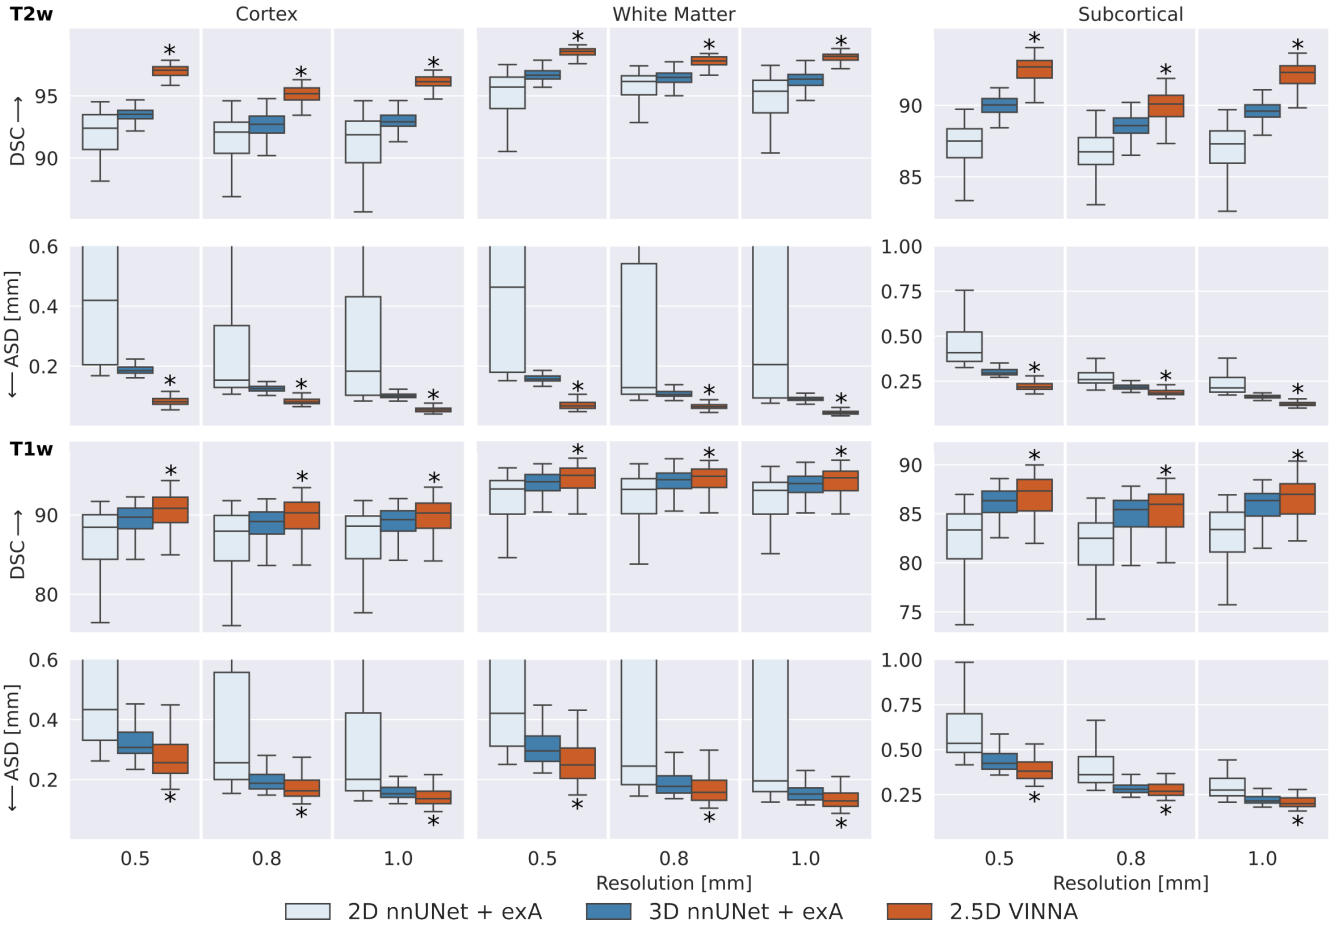 T2w Cortex White Matter Subcortical
* * * * * * * * *
DSC →
95
90
90
85
← ASD [mm]
0.6
0.4
0.2
1.00
0.75
0.50
0.25
* * * * * * * * *
T1w
* * * * * * * * *
DSC →
90
80
90
85
80
75
← ASD [mm]
0.6
0.4
0.2
1.00
0.75
0.50
0.25
* * * * * * * * *
0.5 0.8 1.0 0.5 0.8 1.0 0.5 0.8 1.0
Resolution [mm] Resolution [mm]
2D nnUNet + exA 3D nnUNet + exA 2.5D VINNA